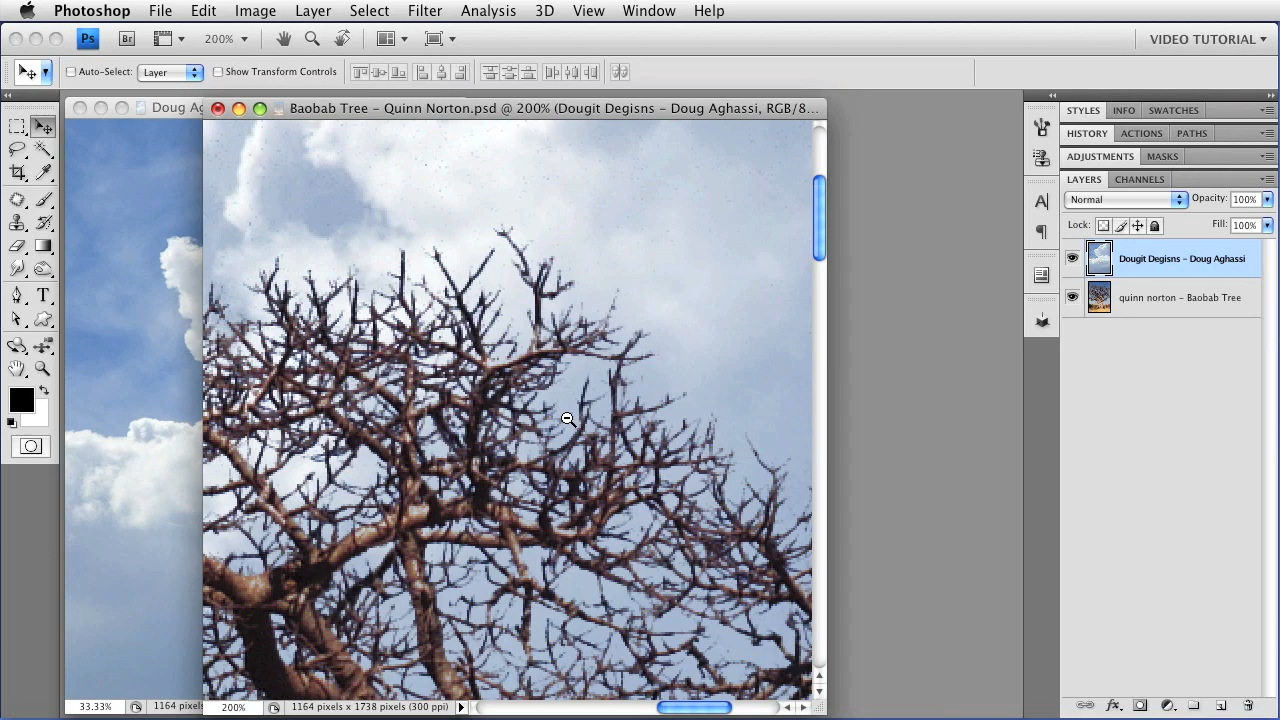 Photoshop File Edit Image Layer Select Filter Analysis 3D View Window Help
Ps Br 200% VIDEO TUTORIAL
Auto-Select: Layer Show Transform Controls
Doug Ag
Baobab Tree – Quinn Norton.psd @ 200% (Dougit Degisns – Doug Aghassi, RGB/8...
STYLES INFO SWATCHES
HISTORY ACTIONS PATHS
ADJUSTMENTS MASKS
LAYERS CHANNELS
Normal Opacity: 100%
Lock: Fill: 100%
Dougit Degisns – Doug Aghassi
quinn norton – Baobab Tree
33.33% 1164 pixels
200% 1164 pixels x 1738 pixels (300 ppi)
fx